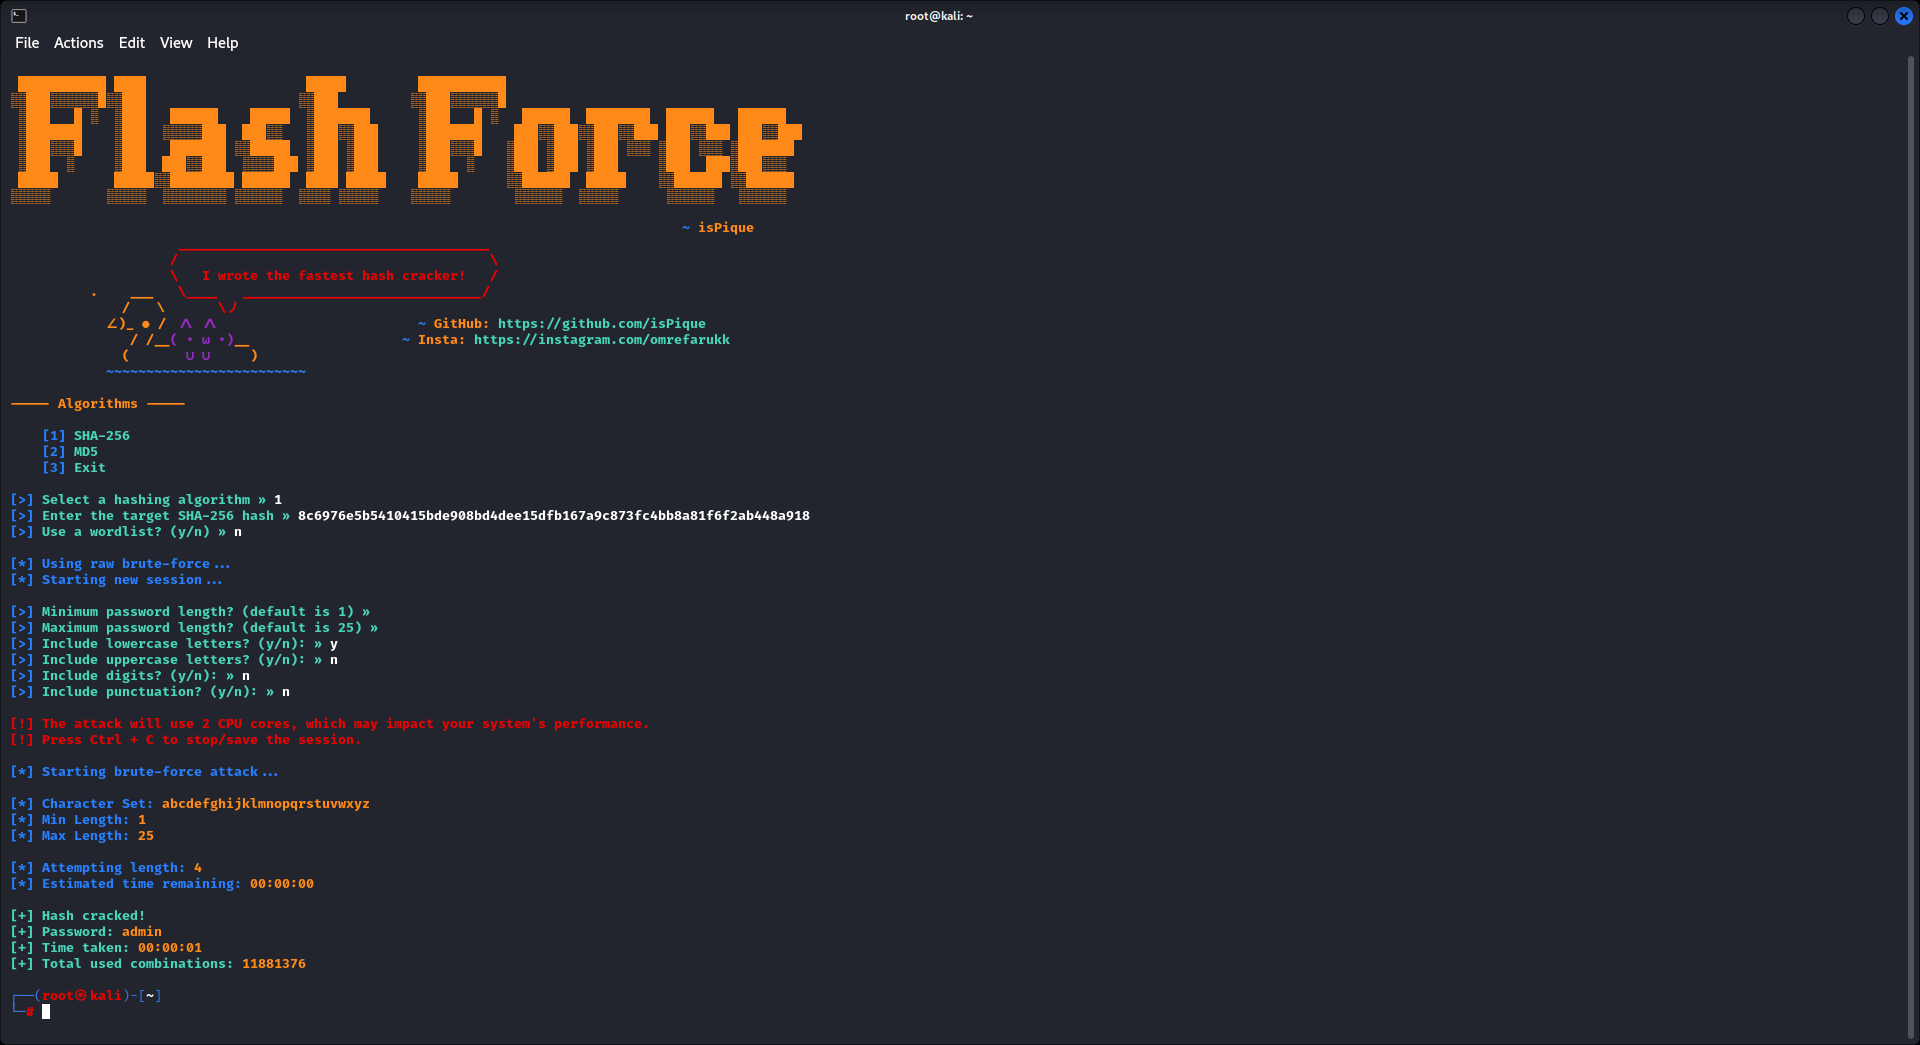 root@kali: ~
File Actions Edit View Help
Flash Force
~ isPique
I wrote the fastest hash cracker!
~ GitHub: https://github.com/isPique
~ Insta: https://instagram.com/omrefarukk
───── Algorithms ─────
[1] SHA-256
[2] MD5
[3] Exit
[>] Select a hashing algorithm » 1
[>] Enter the target SHA-256 hash » 8c6976e5b5410415bde908bd4dee15dfb167a9c873fc4bb8a81f6f2ab448a918
[>] Use a wordlist? (y/n) » n
[*] Using raw brute-force...
[*] Starting new session...
[>] Minimum password length? (default is 1) »
[>] Maximum password length? (default is 25) »
[>] Include lowercase letters? (y/n): » y
[>] Include uppercase letters? (y/n): » n
[>] Include digits? (y/n): » n
[>] Include punctuation? (y/n): » n
[!] The attack will use 2 CPU cores, which may impact your system's performance.
[!] Press Ctrl + C to stop/save the session.
[*] Starting brute-force attack...
[*] Character Set: abcdefghijklmnopqrstuvwxyz
[*] Min Length: 1
[*] Max Length: 25
[*] Attempting length: 4
[*] Estimated time remaining: 00:00:00
[+] Hash cracked!
[+] Password: admin
[+] Time taken: 00:00:01
[+] Total used combinations: 11881376
┌──(root㉿kali)-[~]
└─#